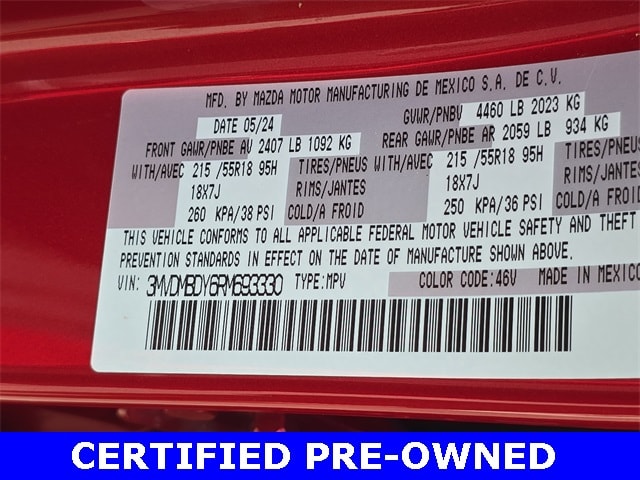 MFD. BY MAZDA MOTOR MANUFACTURING DE MEXICO S.A. DE C.V.
DATE 05/24 GVWR/PNBV 4460 LB 2023 KG
FRONT GAWR/PNBE AV 2407 LB 1092 KG REAR GAWR/PNBE AR 2059 LB 934 KG
WITH/AVEC 215 /55R18 95H TIRES/PNEUS WITH/AVEC 215 /55R18 95H TIRES/PNEUS
18X7J RIMS/JANTES 18X7J RIMS/JANTES
260 KPA/38 PSI COLD/A FROID 250 KPA/36 PSI COLD/A FROID
THIS VEHICLE CONFORMS TO ALL APPLICABLE FEDERAL MOTOR VEHICLE SAFETY AND THEFT
PREVENTION STANDARDS IN EFFECT ON THE DATE OF MANUFACTURE SHOWN ABOVE.
VIN: 3MVDMBDY6RM693330 TYPE:MPV COLOR CODE:46V MADE IN MEXICO
CERTIFIED PRE-OWNED